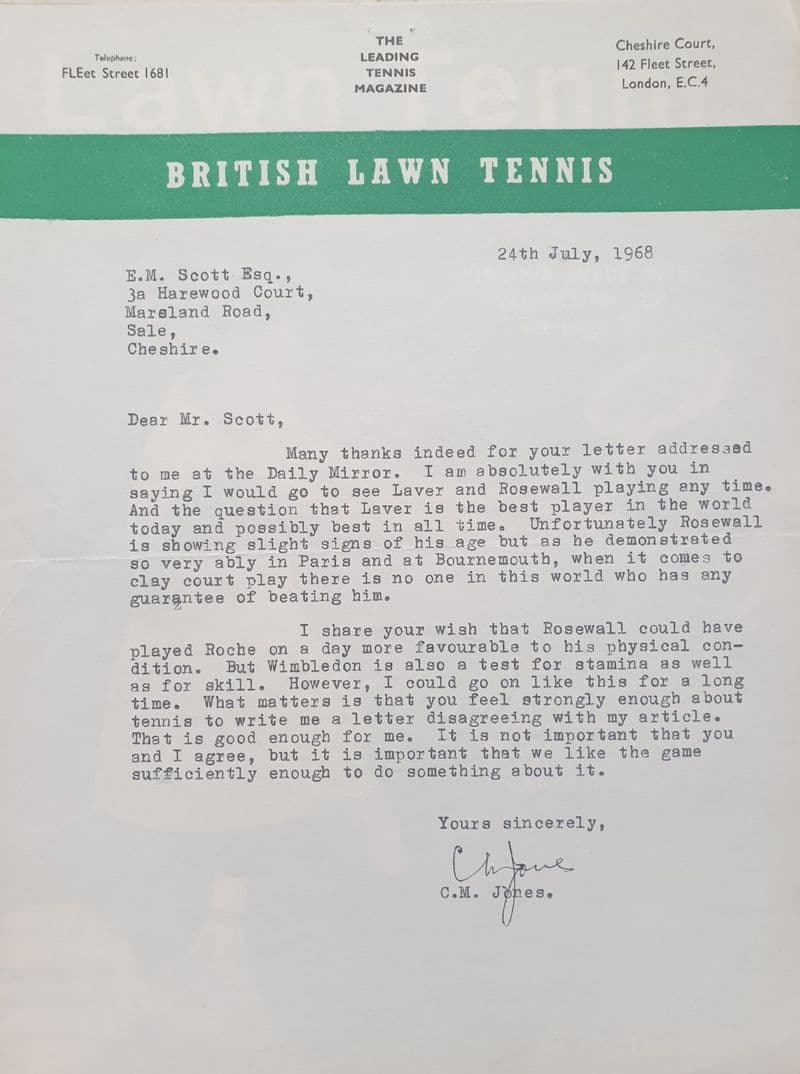 THE
LEADING
TENNIS
MAGAZINE
Telephone:
FLEet Street 1681
Cheshire Court,
142 Fleet Street,
London, E.C.4
BRITISH LAWN TENNIS
24th July, 1968
E.M. Scott Esq.,
3a Harewood Court,
Marsland Road,
Sale,
Cheshire.
Dear Mr. Scott,
Many thanks indeed for your letter addressed
to me at the Daily Mirror. I am absolutely with you in
saying I would go to see Laver and Rosewall playing any time.
And the question that Laver is the best player in the world
today and possibly best in all time. Unfortunately Rosewall
is showing slight signs of his age but as he demonstrated
so very ably in Paris and at Bournemouth, when it comes to
clay court play there is no one in this world who has any
guarantee of beating him.
I share your wish that Rosewall could have
played Roche on a day more favourable to his physical con-
dition. But Wimbledon is also a test for stamina as well
as for skill. However, I could go on like this for a long
time. What matters is that you feel strongly enough about
tennis to write me a letter disagreeing with my article.
That is good enough for me. It is not important that you
and I agree, but it is important that we like the game
sufficiently enough to do something about it.
Yours sincerely,
CMJones
C.M. Jones.